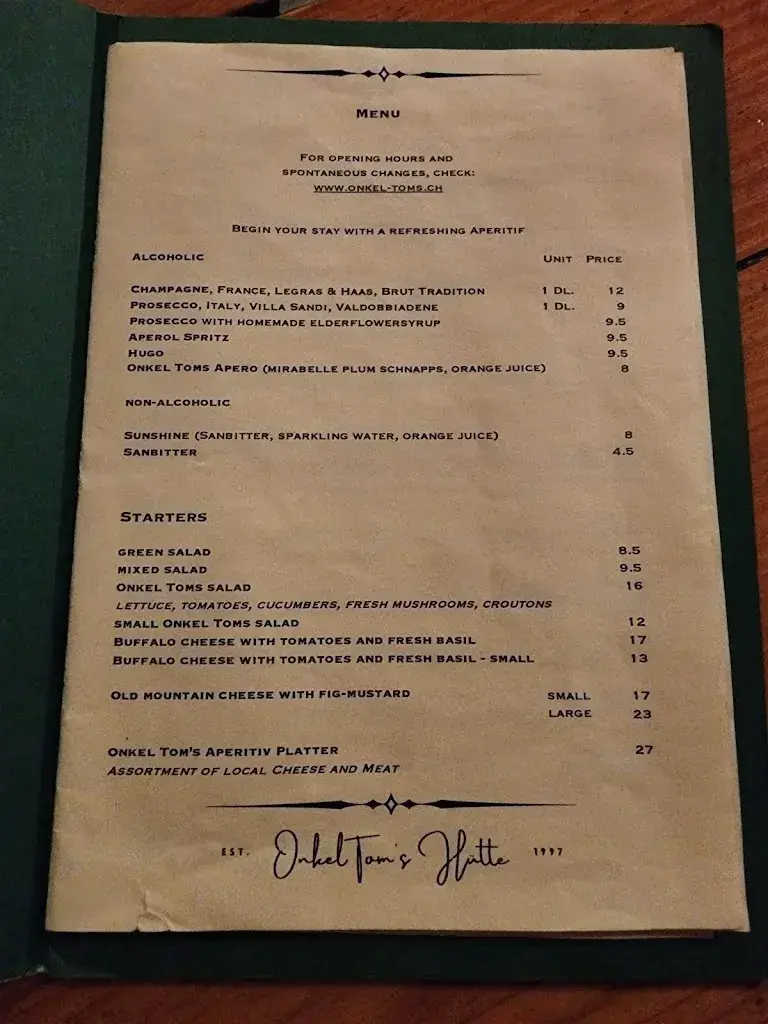 Menu
For opening hours and
spontaneous changes, check:
www.onkel-toms.ch
Begin your stay with a refreshing Aperitif
Alcoholic Unit Price
Champagne, France, Legras & Haas, Brut Tradition 1 Dl. 12
Prosecco, Italy, Villa Sandi, Valdobbiadene 1 Dl. 9
Prosecco with homemade elderflowersyrup 9.5
Aperol Spritz 9.5
Hugo 9.5
Onkel Toms Apero (mirabelle plum schnapps, orange juice) 8
non-alcoholic
Sunshine (Sanbitter, sparkling water, orange juice) 8
Sanbitter 4.5
Starters
green salad 8.5
mixed salad 9.5
Onkel Toms salad 16
lettuce, tomatoes, cucumbers, fresh mushrooms, croutons
small Onkel Toms salad 12
Buffalo cheese with tomatoes and fresh basil 17
Buffalo cheese with tomatoes and fresh basil - small 13
Old mountain cheese with fig-mustard small 17
large 23
Onkel Tom's Aperitiv Platter 27
Assortment of local Cheese and Meat
EST. Onkel Tom's Hütte 1997